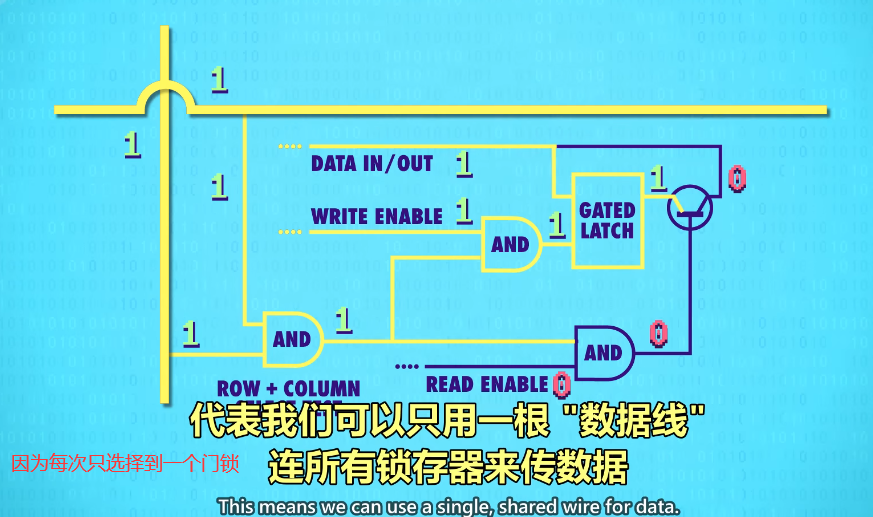 1
1
DATA IN/OUT 1
1
0
1
WRITE ENABLE 1
GATED
LATCH
AND
1
1
1
AND
0
AND
READ ENABLE 0
ROW + COLUMN
代表我们可以只用一根 "数据线"
因为每次只选择到一个门锁
连所有锁存器来传数据
This means we can use a single, shared wire for data.